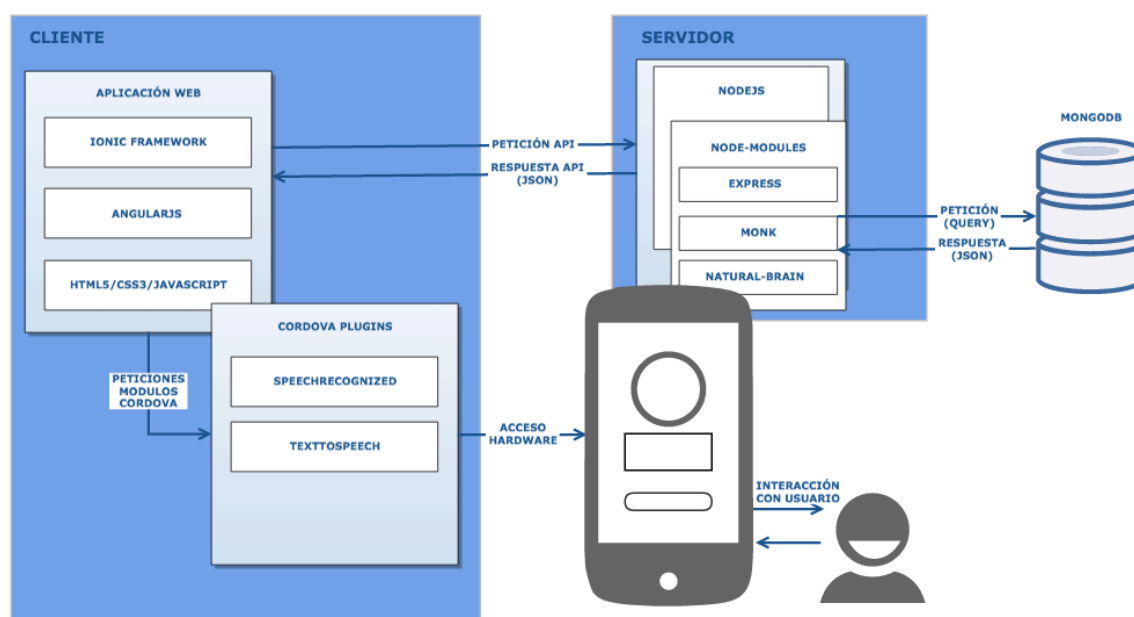 CLIENTE
APLICACIÓN WEB
IONIC FRAMEWORK
ANGULARJS
HTML5/CSS3/JAVASCRIPT
PETICIONES
MODULOS
CORDOVA
CORDOVA PLUGINS
SPEECHRECOGNIZED
TEXTTOSPEECH
PETICIÓN API
RESPUESTA API
(JSON)
ACCESO
HARDWARE
SERVIDOR
NODEJS
NODE-MODULES
EXPRESS
MONK
NATURAL-BRAIN
PETICIÓN
(QUERY)
RESPUESTA
(JSON)
MONGODB
INTERACCIÓN
CON USUARIO